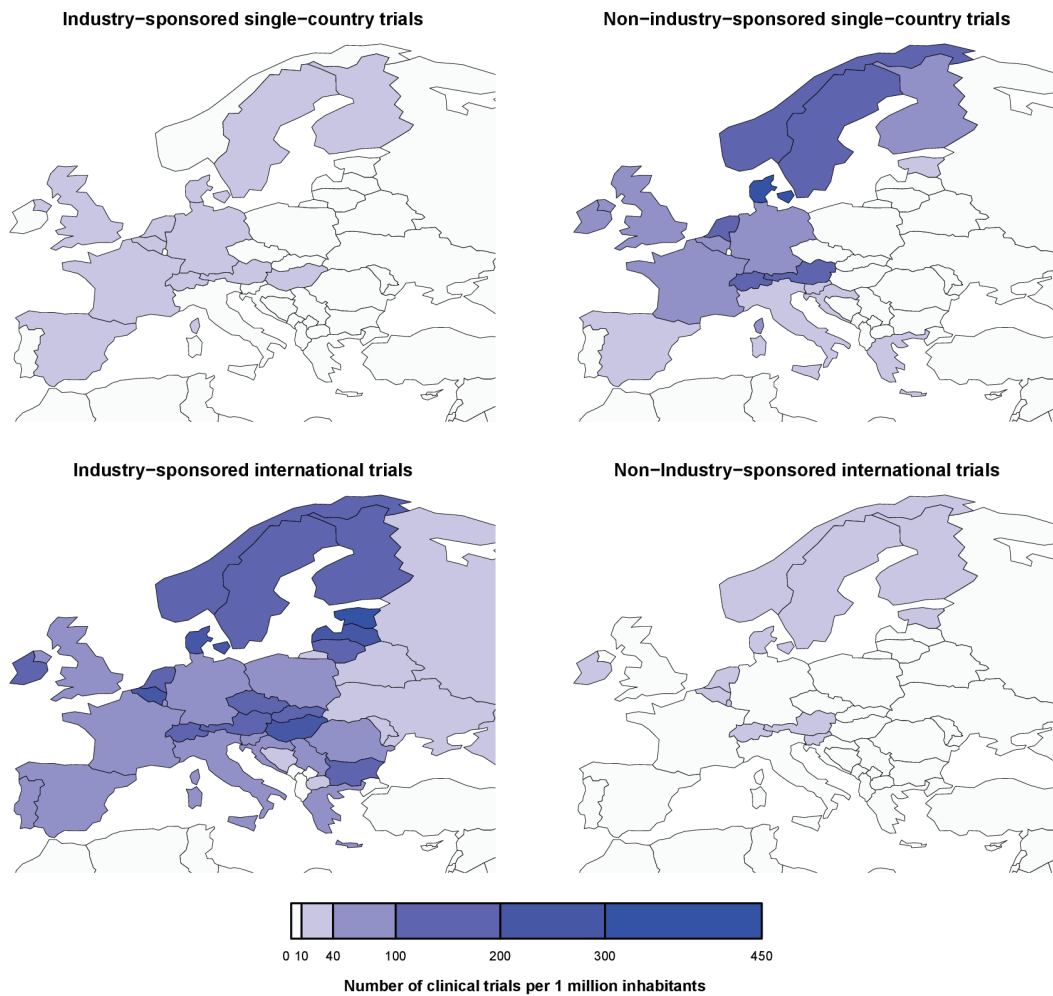 Industry−sponsored single−country trials
Non−industry−sponsored single−country trials
Industry−sponsored international trials
Non−Industry−sponsored international trials
0 10 40 100 200 300 450
Number of clinical trials per 1 million inhabitants